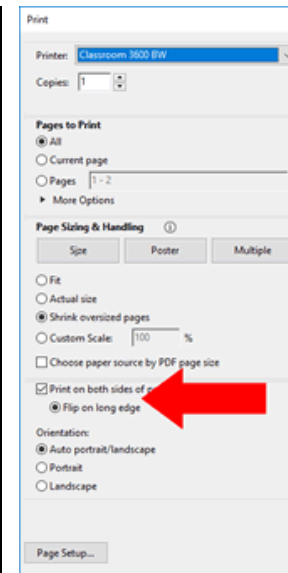 Print
Printer: Classroom 3600 BW
Copies: 1
Pages to Print
All
Current page
Pages 1 - 2
More Options
Page Sizing & Handling
Size Poster Multiple
Fit
Actual size
Shrink oversized pages
Custom Scale: 100 %
Choose paper source by PDF page size
Print on both sides of
Flip on long edge
Orientation:
Auto portrait/landscape
Portrait
Landscape
Page Setup...